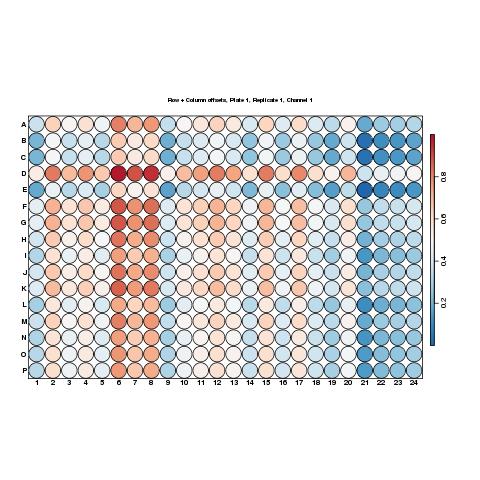 Row + Column offsets, Plate 1, Replicate 1, Channel 1
A
B
C
D
E
F
G
H
I
J
K
L
M
N
O
P
1 2 3 4 5 6 7 8 9 10 11 12 13 14 15 16 17 18 19 20 21 22 23 24
0.8
0.6
0.4
0.2